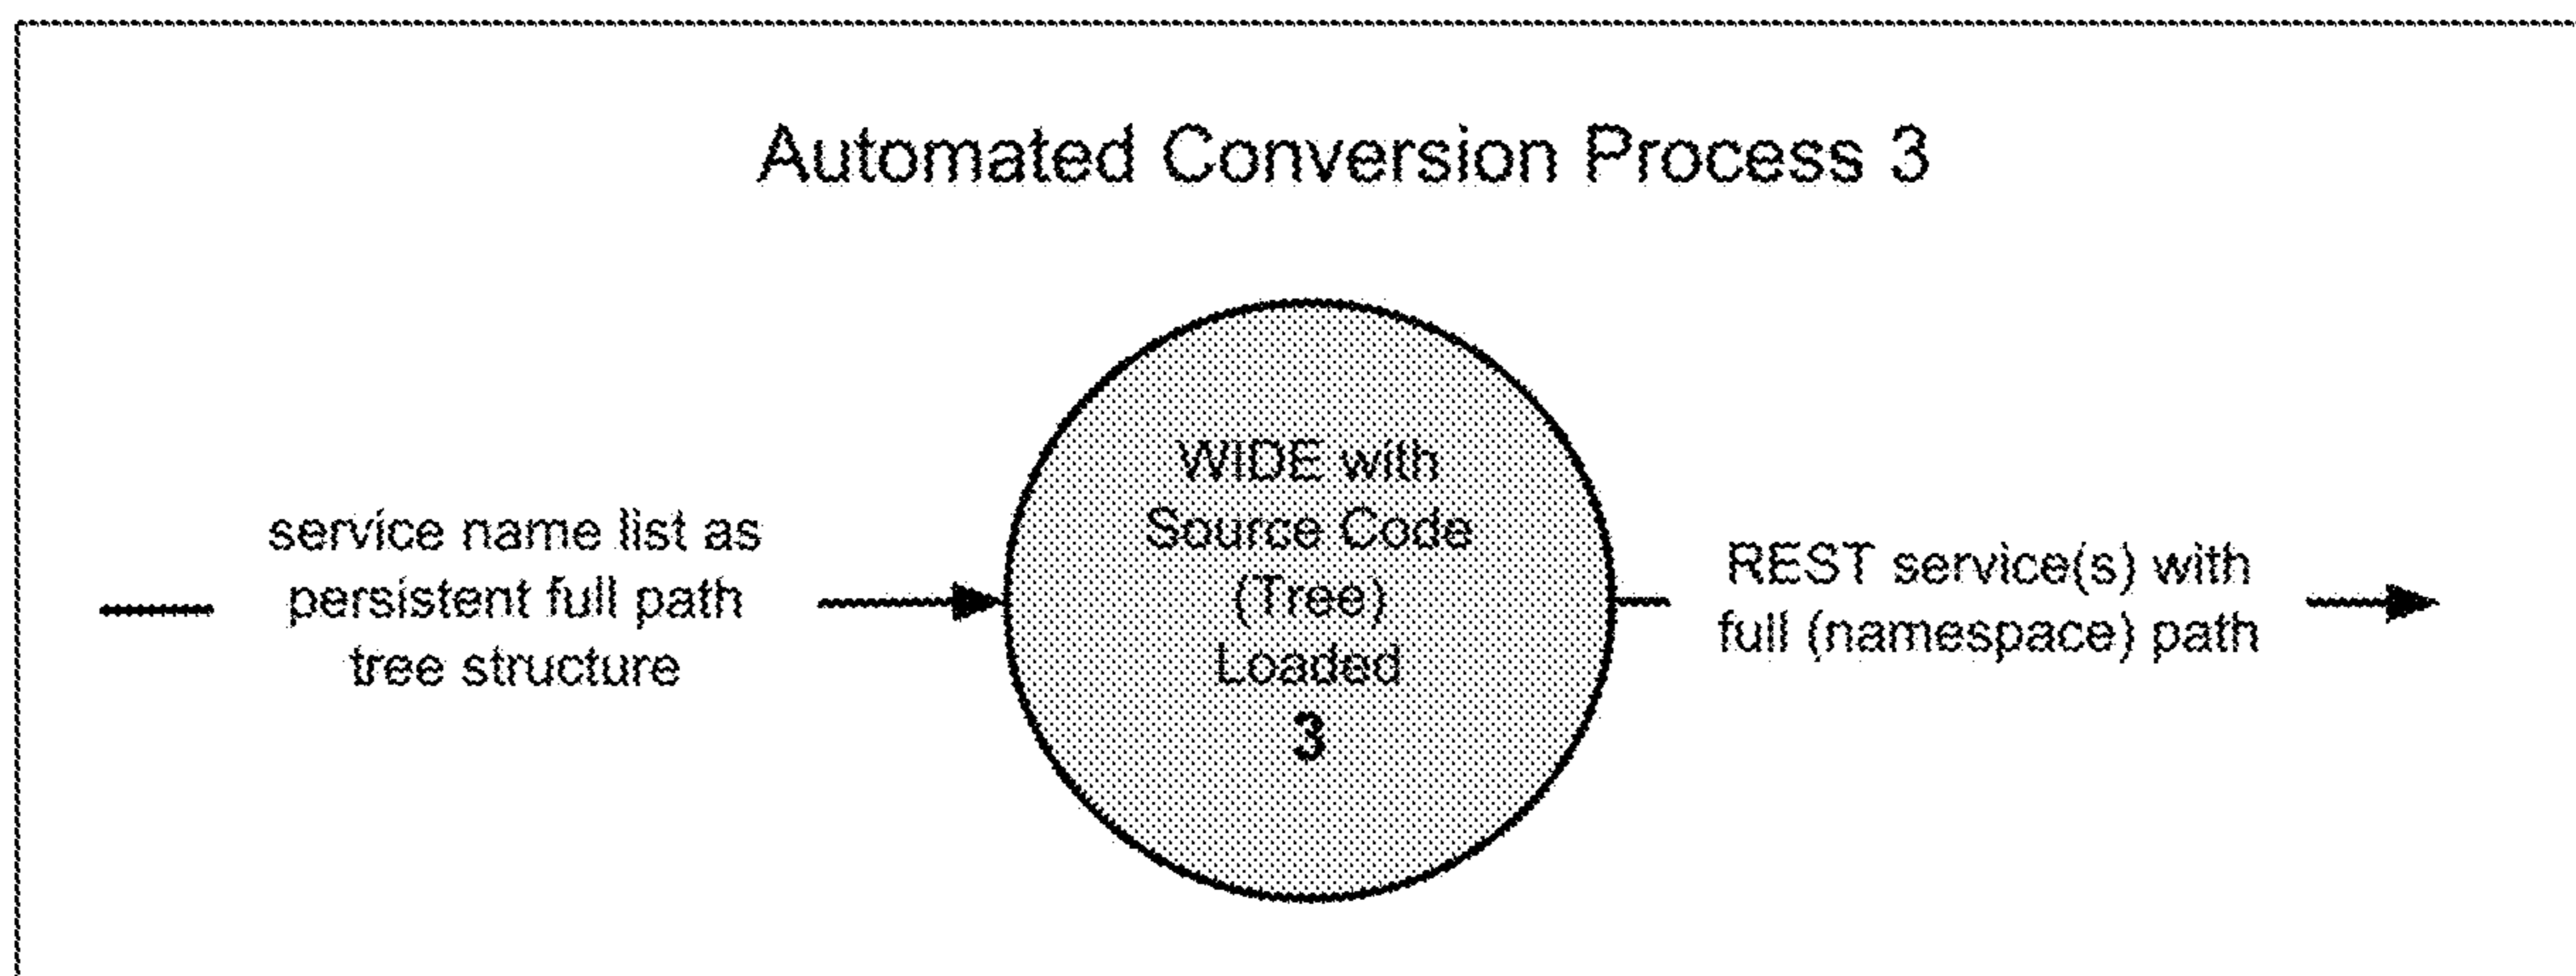 Automated Conversion Process 3
service name list as
persistent full path
tree structure
WIDE with
Source Code
(Tree)
Loaded
3
REST service(s) with
full (namespace) path